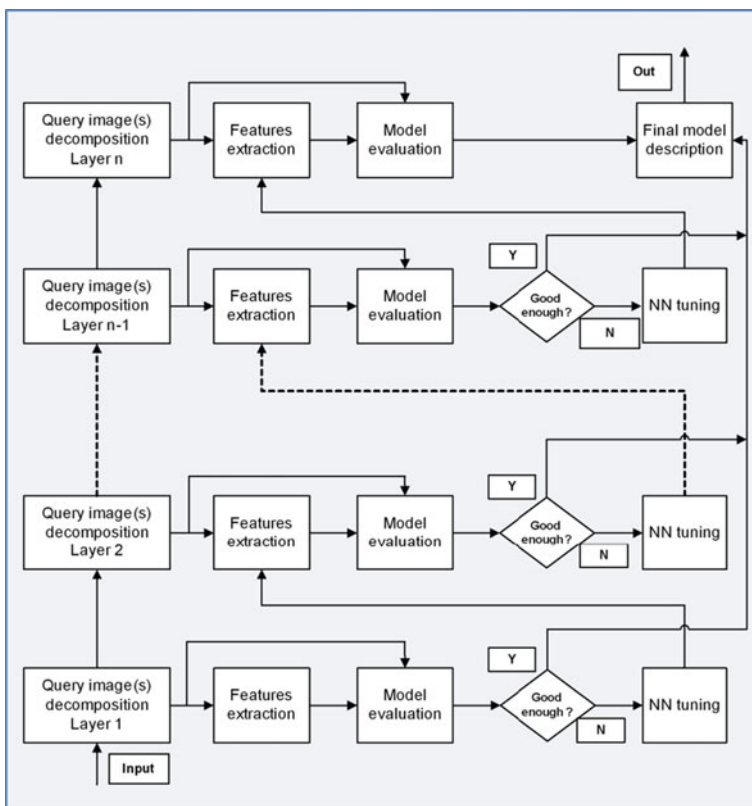 Out
Query image(s)
decomposition
Layer n
Features
extraction
Model
evaluation
Final model
description
Query image(s)
decomposition
Layer n-1
Features
extraction
Model
evaluation
Y
Good
enough?
N
NN tuning
Query image(s)
decomposition
Layer 2
Features
extraction
Model
evaluation
Y
Good
enough?
N
NN tuning
Query image(s)
decomposition
Layer 1
Features
extraction
Model
evaluation
Y
Good
enough?
N
NN tuning
Input